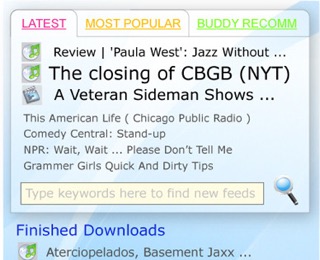 LATEST MOST POPULAR BUDDY RECOMM
Review | 'Paula West': Jazz Without ...
The closing of CBGB (NYT)
A Veteran Sideman Shows ...
This American Life ( Chicago Public Radio )
Comedy Central: Stand-up
NPR: Wait, Wait ... Please Don't Tell Me
Grammer Girls Quick And Dirty Tips
Type keywords here to find new feeds
Finished Downloads
Aterciopelados, Basement Jaxx ...